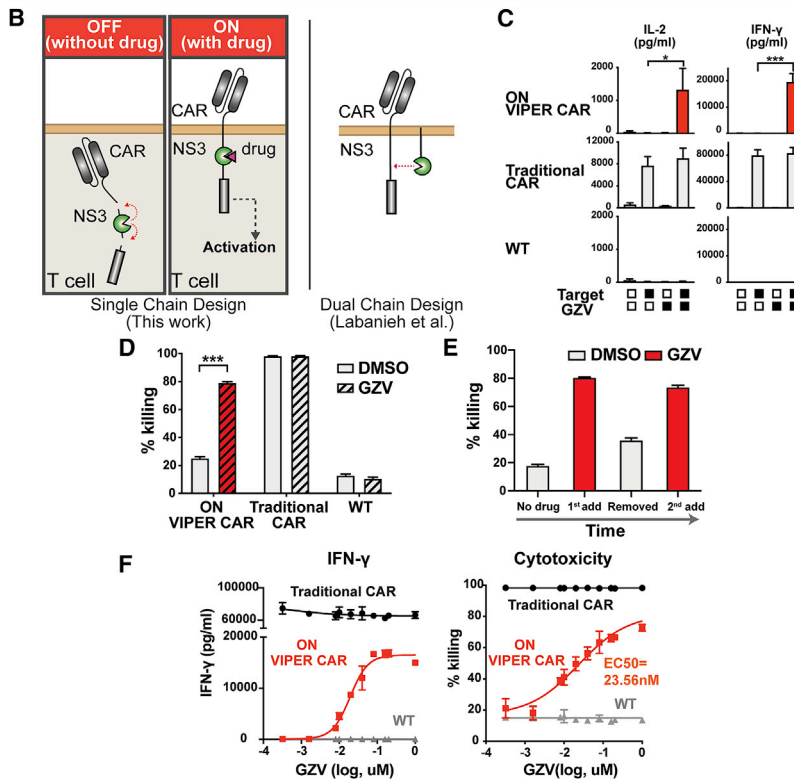 B
OFF
(without drug)
ON
(with drug)
CAR
NS3
T cell
CAR
NS3
drug
Activation
T cell
CAR
NS3
Single Chain Design
(This work)
Dual Chain Design
(Labanieh et al.)
C
IL-2
(pg/ml)
IFN-γ
(pg/ml)
ON
VIPER CAR
2000
1000
0
*
20000
10000
0
***
Traditional
CAR
12000
8000
4000
0
80000
40000
0
WT
2000
1000
0
20000
10000
0
Target
GZV
D
% killing
100
80
60
40
20
0
***
DMSO
GZV
ON
VIPER CAR
Traditional
CAR
WT
E
% killing
100
80
60
40
20
0
DMSO
GZV
No drug
1st add
Removed
2nd add
Time
F
IFN-γ
IFN-γ (pg/ml)
100000
60000
20000
10000
0
Traditional CAR
ON
VIPER CAR
WT
-4
-3
-2
-1
0
GZV (log, uM)
Cytotoxicity
% killing
100
80
60
40
20
0
Traditional CAR
ON
VIPER CAR
EC50=
23.56nM
WT
-4
-3
-2
-1
0
GZV(log, uM)